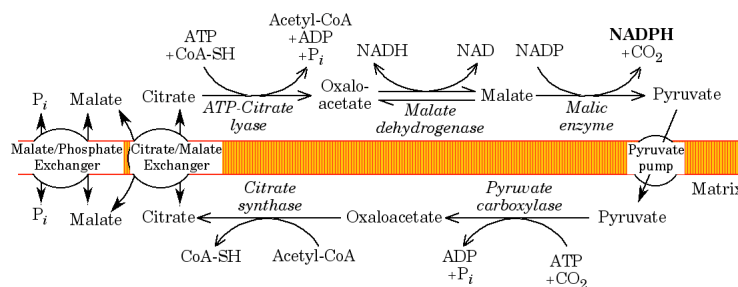 ATP
+CoA-SH
Acetyl-CoA
+ADP
+Pi
NADH
NAD
NADP
NADPH
+CO2
Pi
Malate
Citrate
ATP-Citrate
lyase
Oxalo-
acetate
Malate
dehydrogenase
Malate
Malic
enzyme
Pyruvate
Malate/Phosphate
Exchanger
Citrate/Malate
Exchanger
Pyruvate
pump
Matrix
Pi
Malate
Citrate
Citrate
synthase
Oxaloacetate
Pyruvate
carboxylase
Pyruvate
CoA-SH
Acetyl-CoA
ADP
+Pi
ATP
+CO2